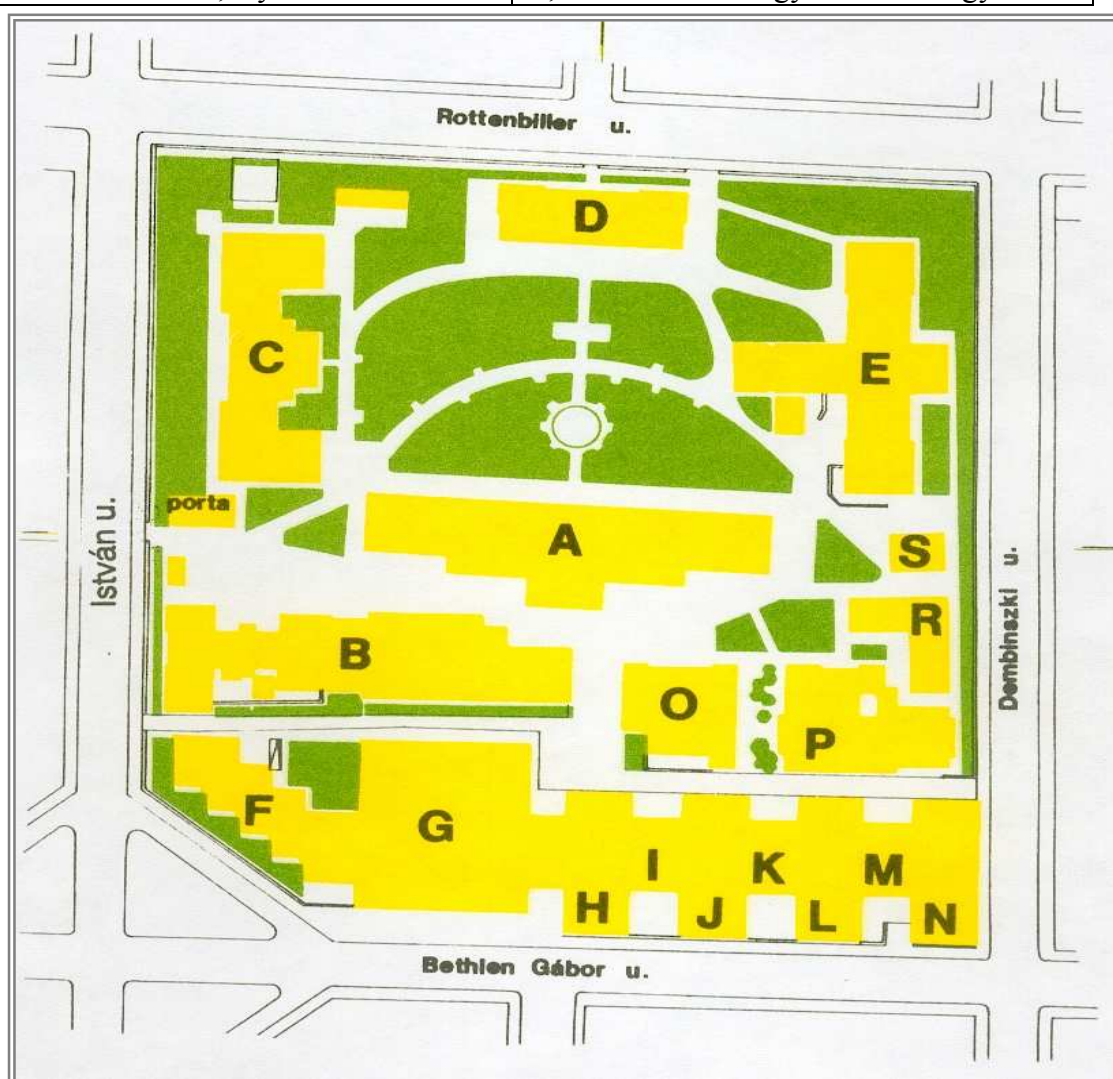 Rottenbiller u.
D
C
E
porta
István u.
A
S
R
Dembinszki u.
B
O
P
F
G
I
K
M
H
J
L
N
Bethlen Gábor u.